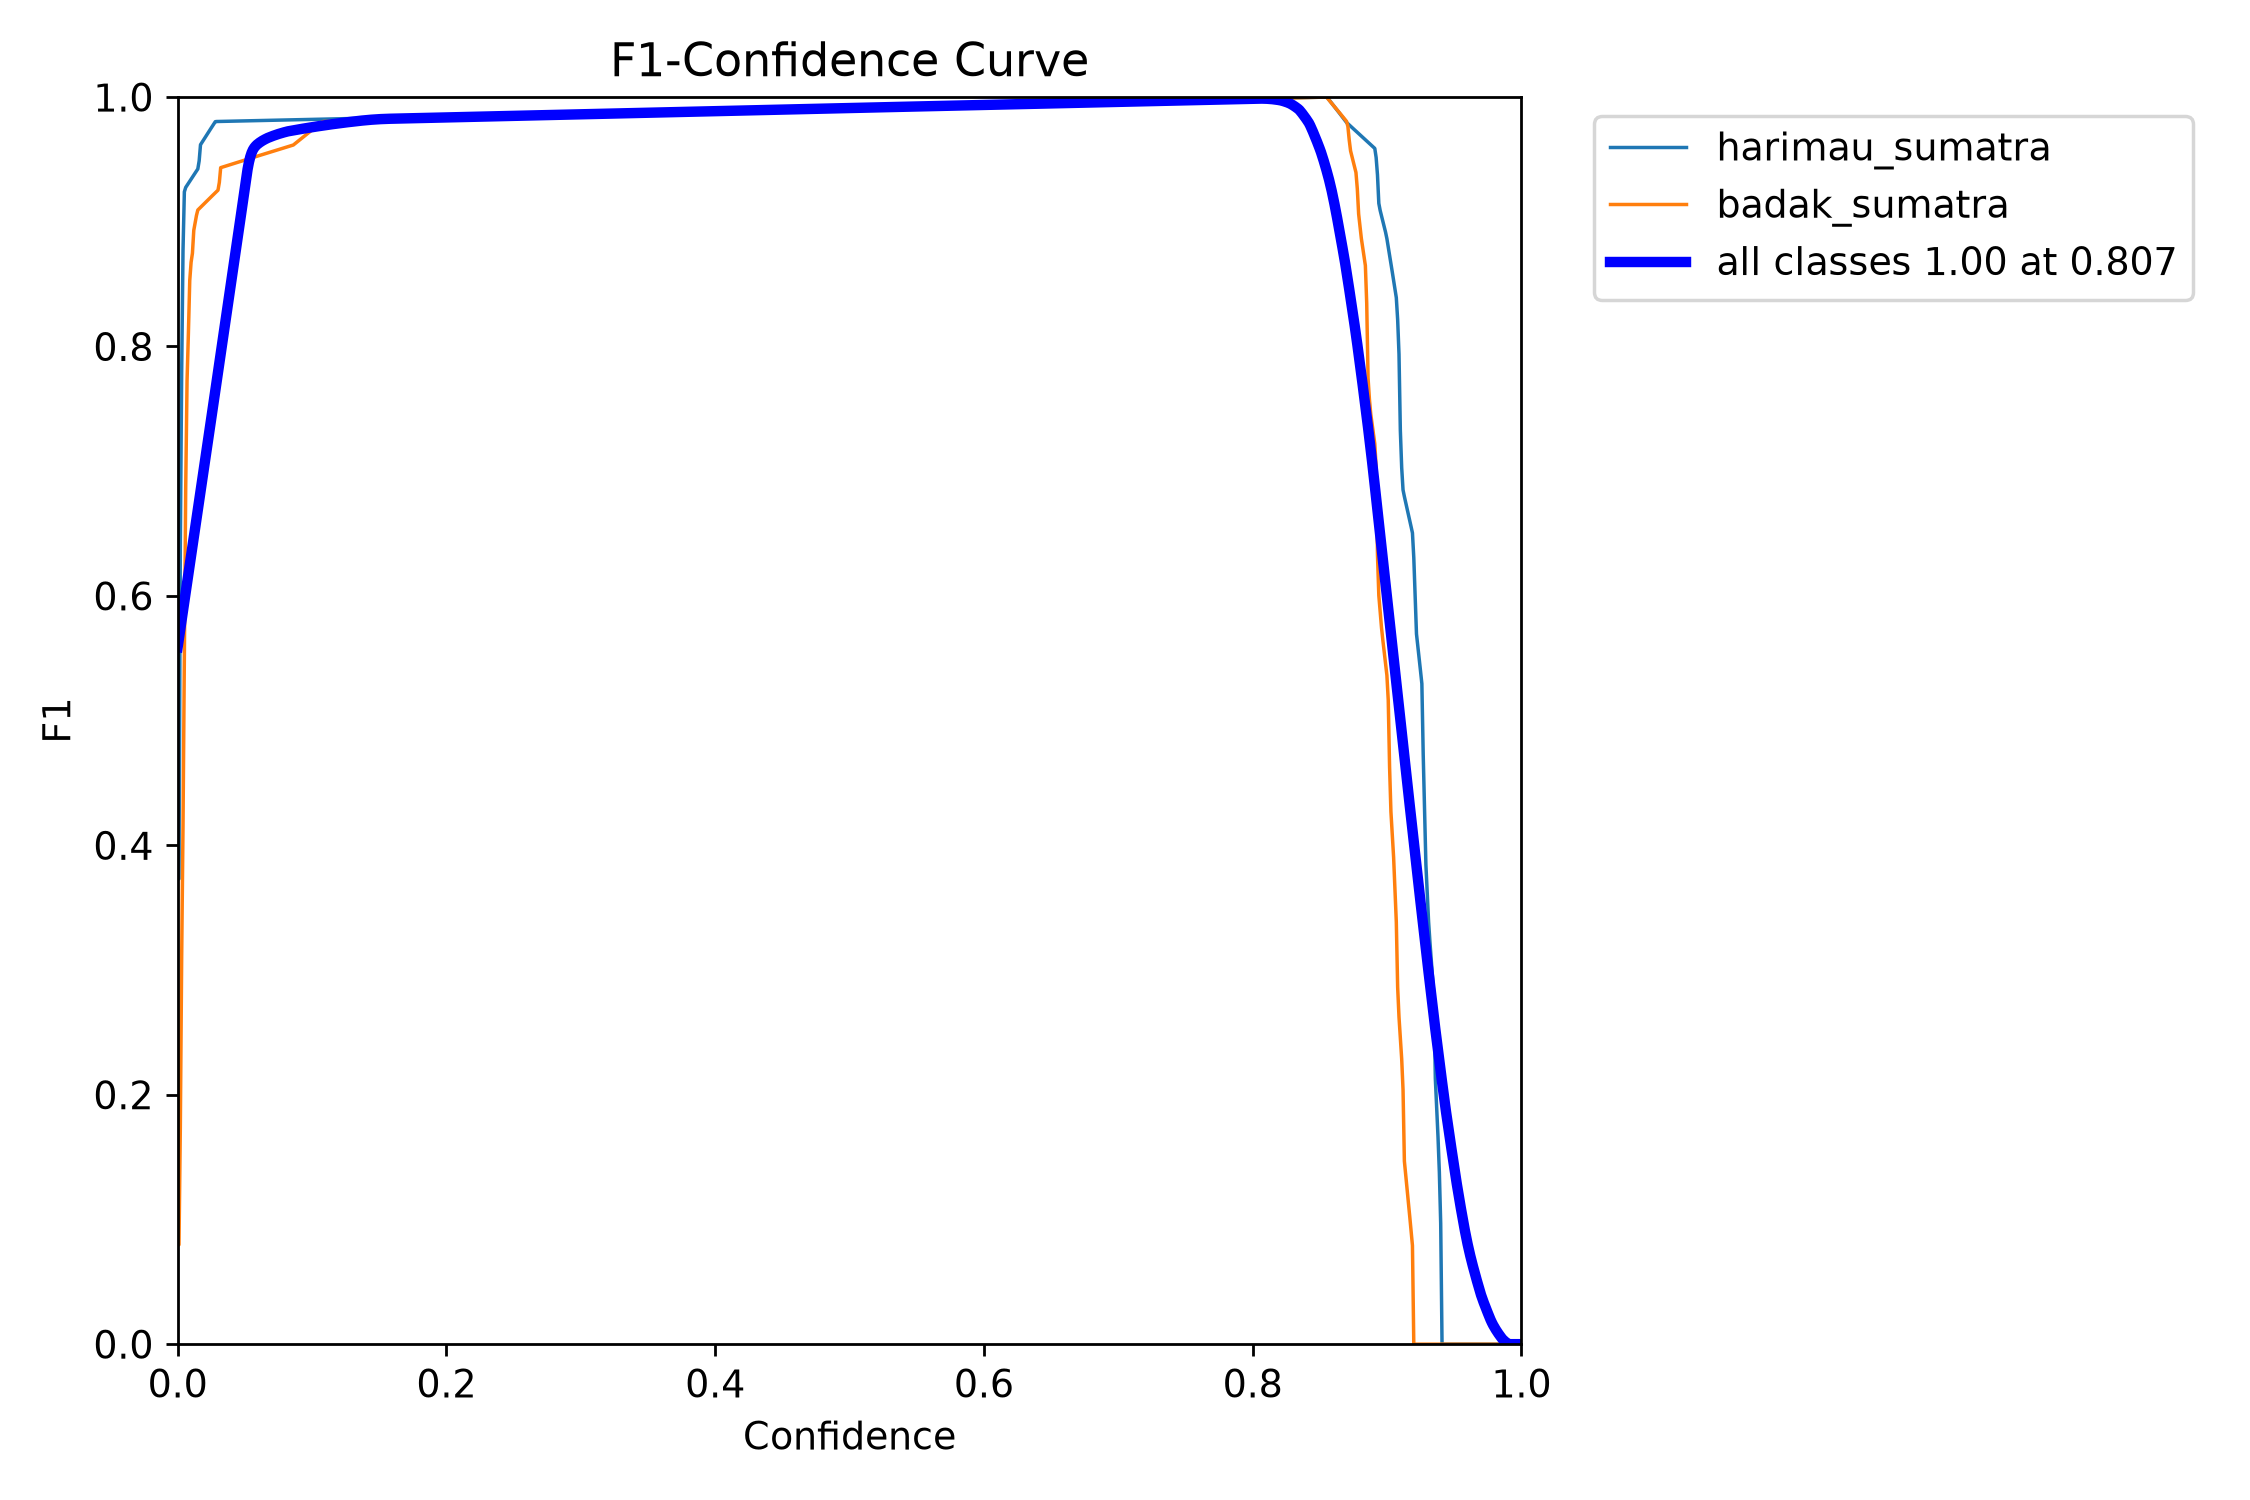 F1-Confidence Curve
1.0
0.8
0.6
0.4
0.2
0.0
F1
0.0 0.2 0.4 0.6 0.8 1.0
Confidence
harimau_sumatra
badak_sumatra
all classes 1.00 at 0.807